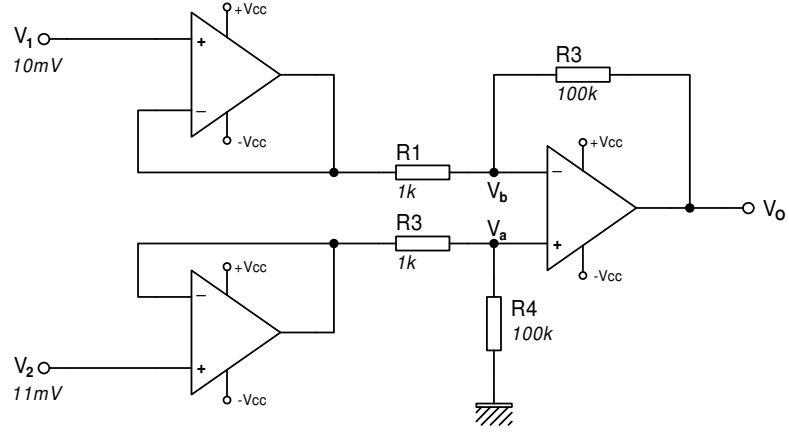 +Vcc
V1
+
10mV
−
-Vcc
R3
100k
+Vcc
R1
1k
Vb
−
Vo
R3
1k
Va
+
-Vcc
+Vcc
−
R4
100k
V2
+
11mV
-Vcc